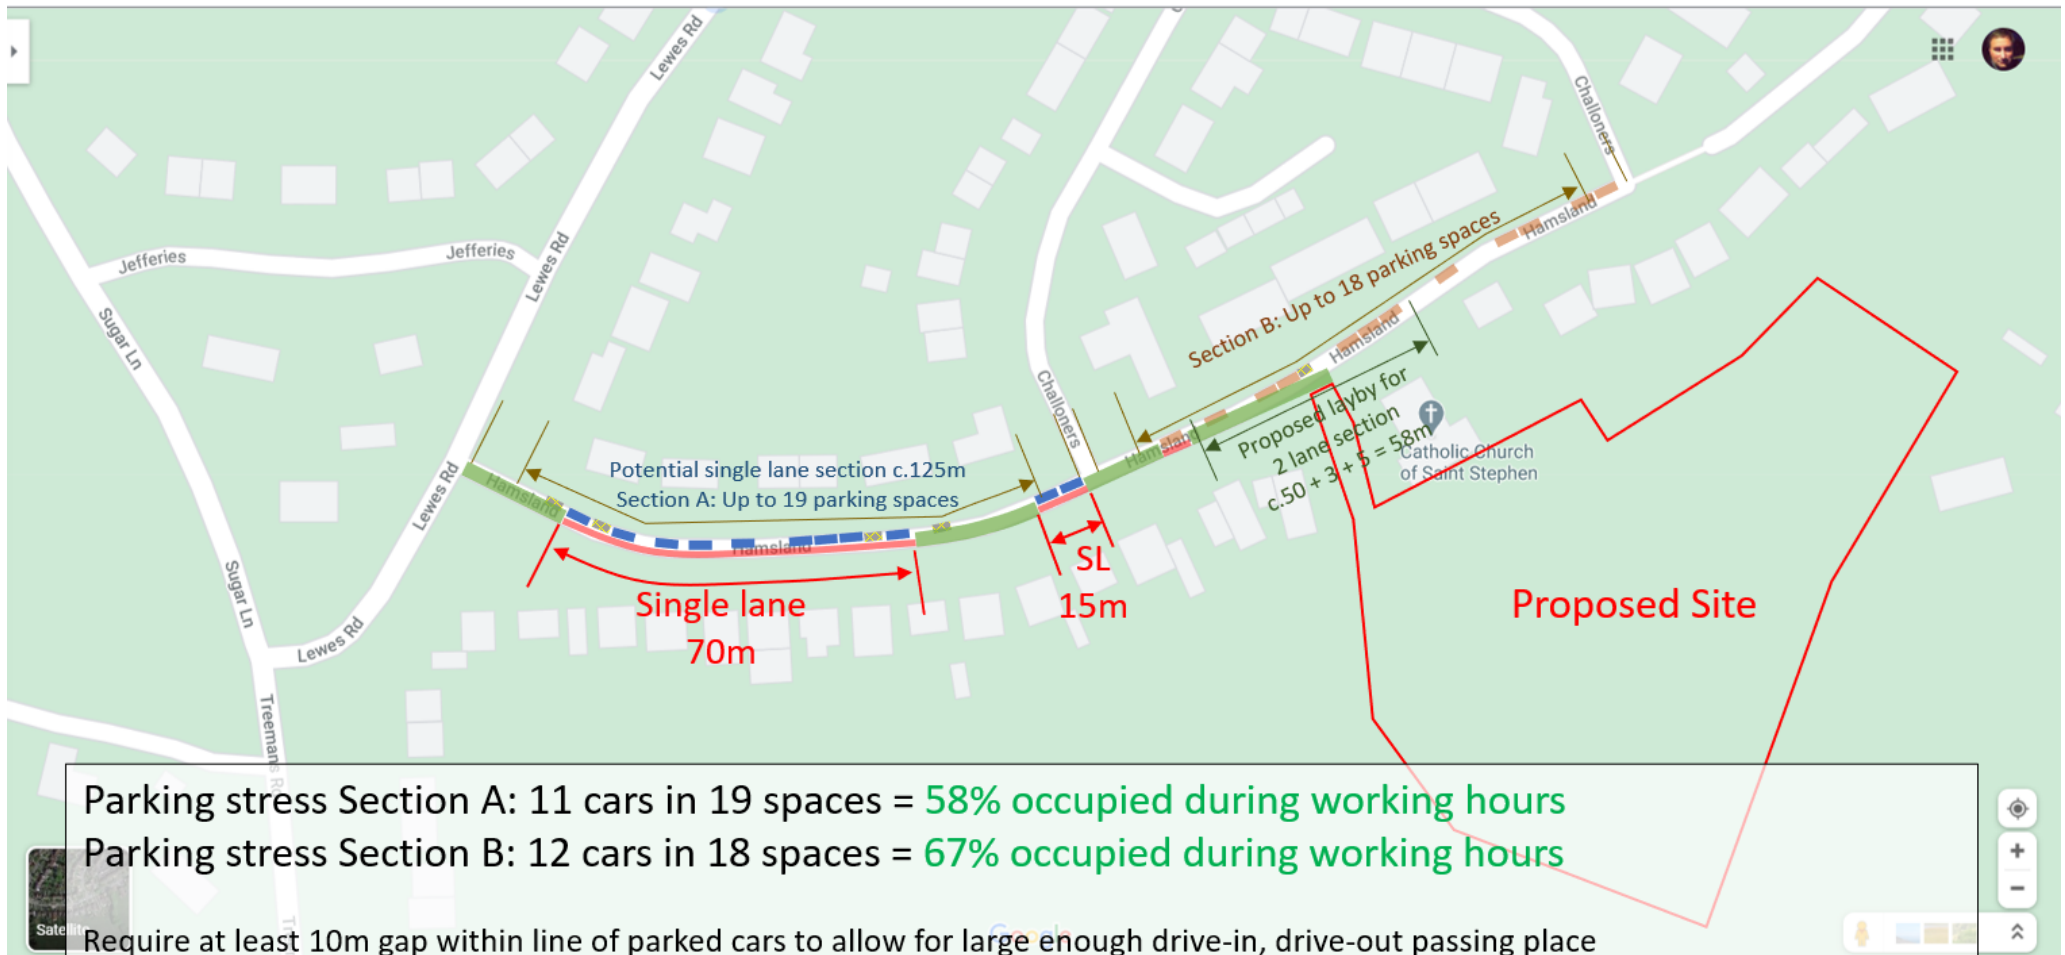 Lewes Rd
Challoners
Jefferies
Jefferies
Lewes Rd
Sugar Ln
Hamsland
Section B: Up to 18 parking spaces
Hamsland
Challoners
Proposed layby for
2 lane section
c.50 + 3 + 5 = 58m
Catholic Church
of Saint Stephen
Hamsland
Potential single lane section c.125m
Section A: Up to 19 parking spaces
Lewes Rd
Hamsland
Hamsland
SL
15m
Single lane
70m
Proposed Site
Sugar Ln
Lewes Rd
Treemans Rd
Parking stress Section A: 11 cars in 19 spaces = 58% occupied during working hours
Parking stress Section B: 12 cars in 18 spaces = 67% occupied during working hours
Satellite
Google
Require at least 10m gap within line of parked cars to allow for large enough drive-in, drive-out passing place